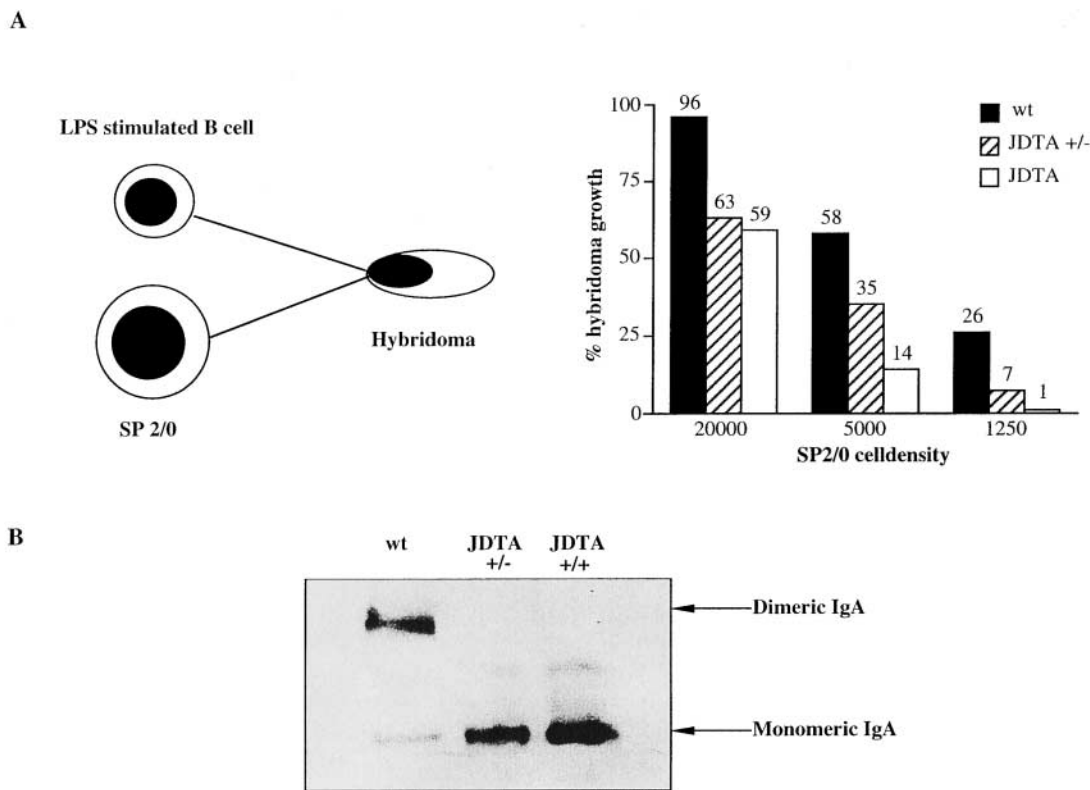 A
LPS stimulated B cell
SP 2/0
Hybridoma
% hybridoma growth
100
75
50
25
0
96
63
59
58
35
14
26
7
1
20000
5000
1250
SP2/0 celldensity
wt
JDTA +/-
JDTA
B
wt
JDTA
+/-
JDTA
+/+
Dimeric IgA
Monomeric IgA